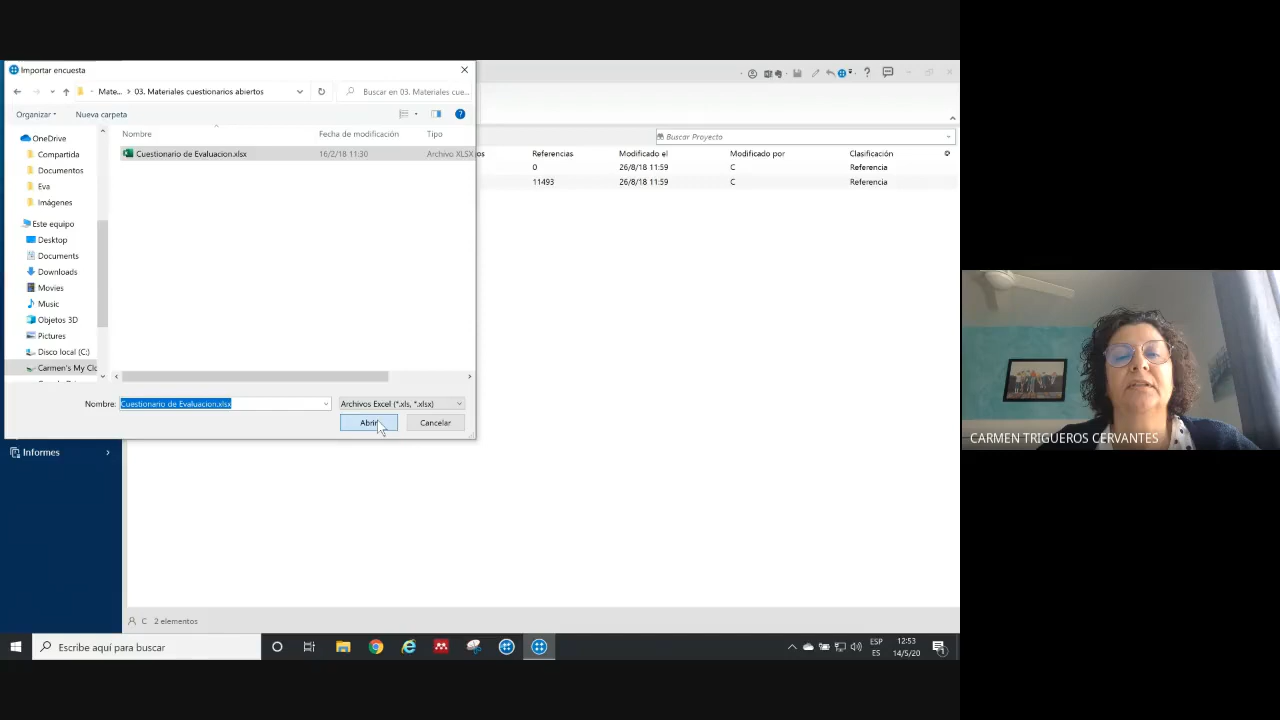 Importar encuesta
Mate... > 03. Materiales cuestionarios abiertos
Buscar en 03. Materiales cue...
Organizar
Nueva carpeta
Nombre
Fecha de modificación
Tipo
Cuestionario de Evaluacion.xlsx
16/2/18 11:30
Archivo XLSX
OneDrive
Compartida
Documentos
Eva
Imágenes
Este equipo
Desktop
Documents
Downloads
Movies
Music
Objetos 3D
Pictures
Disco local (C:)
Carmen's My Clo
Nombre: Cuestionario de Evaluacion.xlsx
Archivos Excel (*.xls, *.xlsx)
Abrir
Cancelar
Buscar Proyecto
Referencias
Modificado el
Modificado por
Clasificación
0
26/8/18 11:59
C
Referencia
11493
26/8/18 11:59
C
Referencia
Informes
C 2 elementos
Escribe aquí para buscar
ESP
ES
12:53
14/5/20
1
CARMEN TRIGUEROS CERVANTES